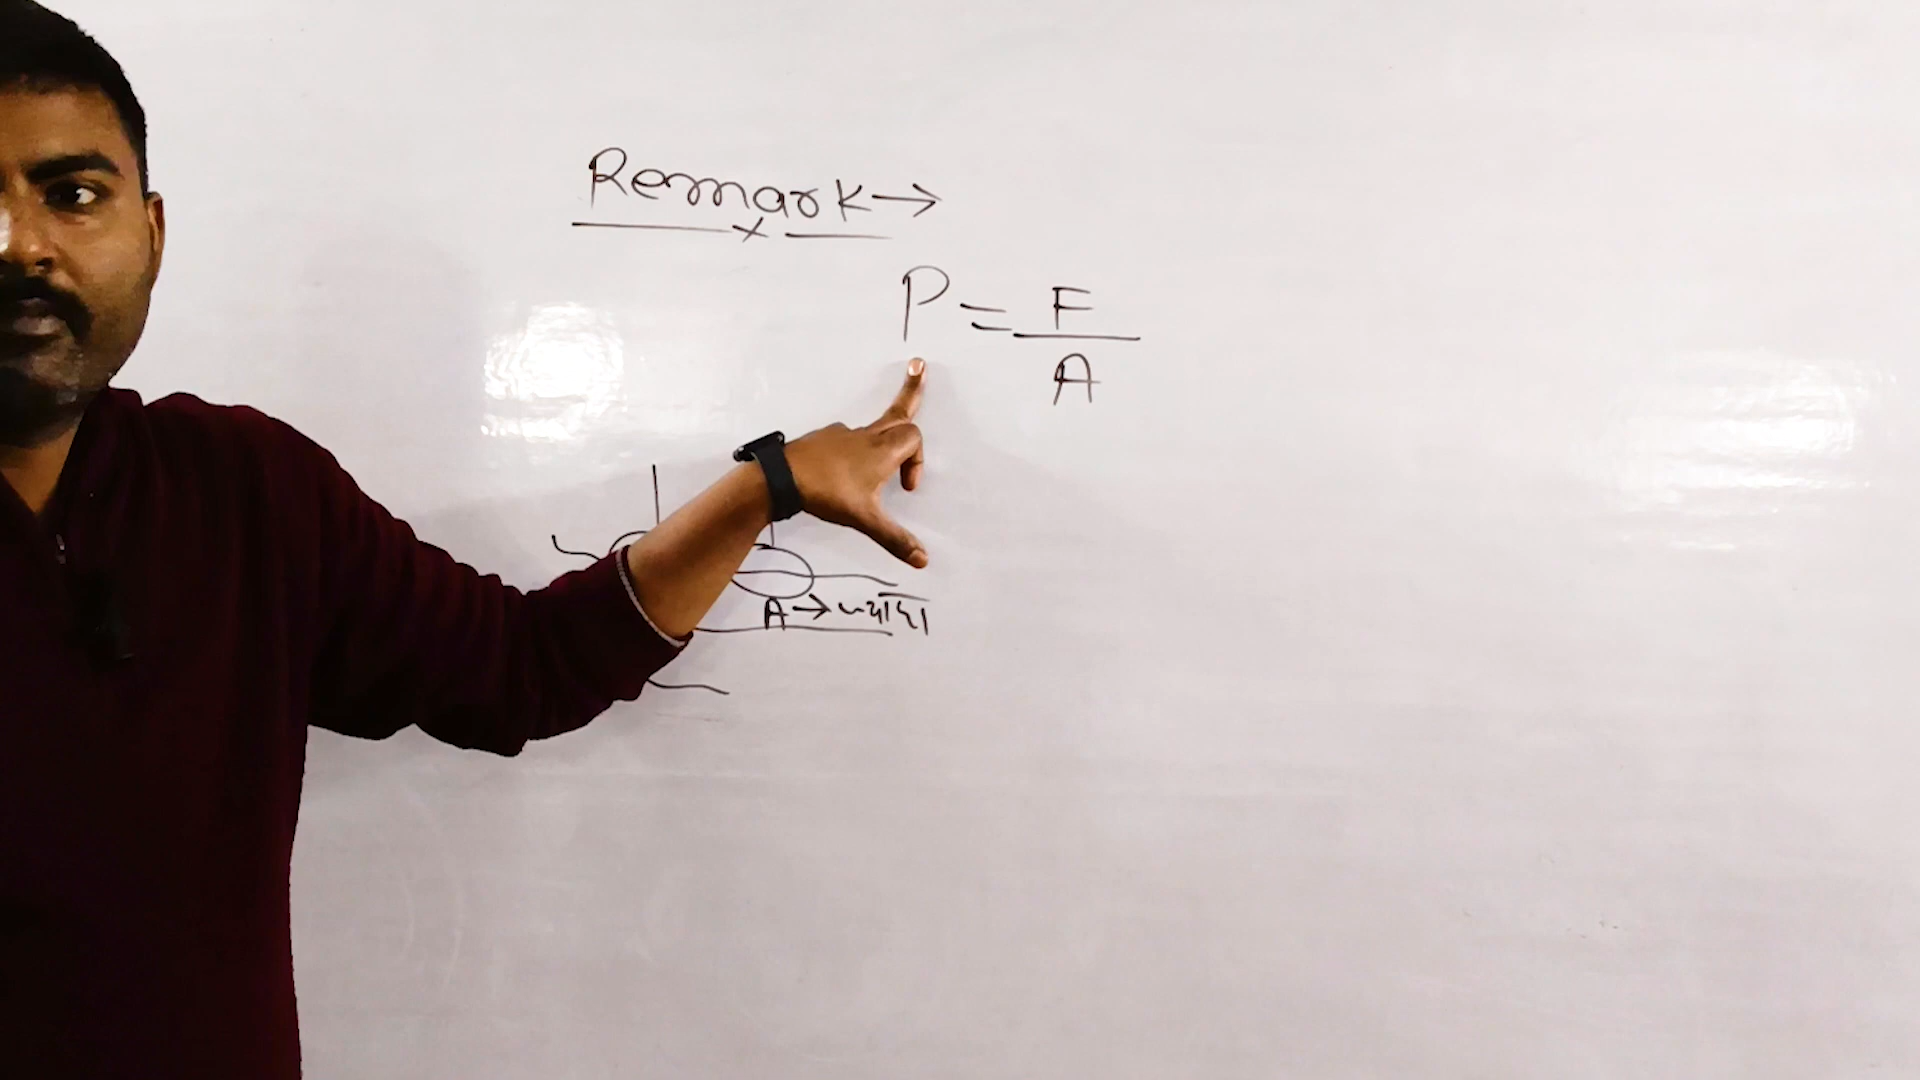 Remark →
P = F
A
A → ज्यादा